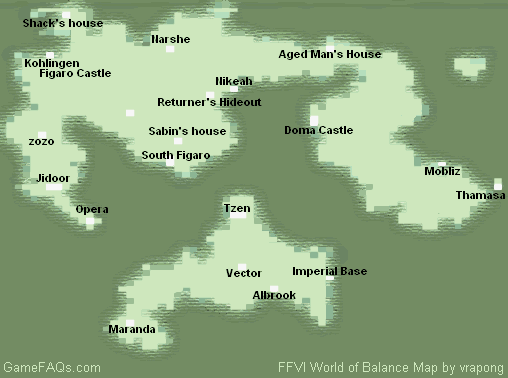 Shack's house
Narshe
Aged Man's House
Kohlingen
Figaro Castle
Nikeah
Returner's Hideout
Sabin's house
Doma Castle
zozo
South Figaro
Mobliz
Jidoor
Thamasa
Opera
Tzen
Vector
Imperial Base
Albrook
Maranda
GameFAQs.com
FFVI World of Balance Map by vrapong